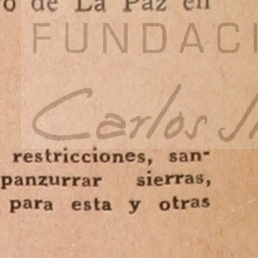 o de La Paz en
FUNDACI
Carlos
restricciones, san-
panzurrar sierras,
para esta y otras